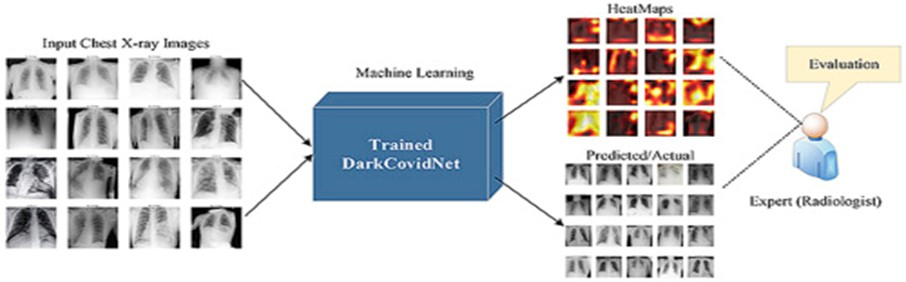 Input Chest X-ray Images
Machine Learning
Trained
DarkCovidNet
HeatMaps
Predicted/Actual
Evaluation
Expert (Radiologist)